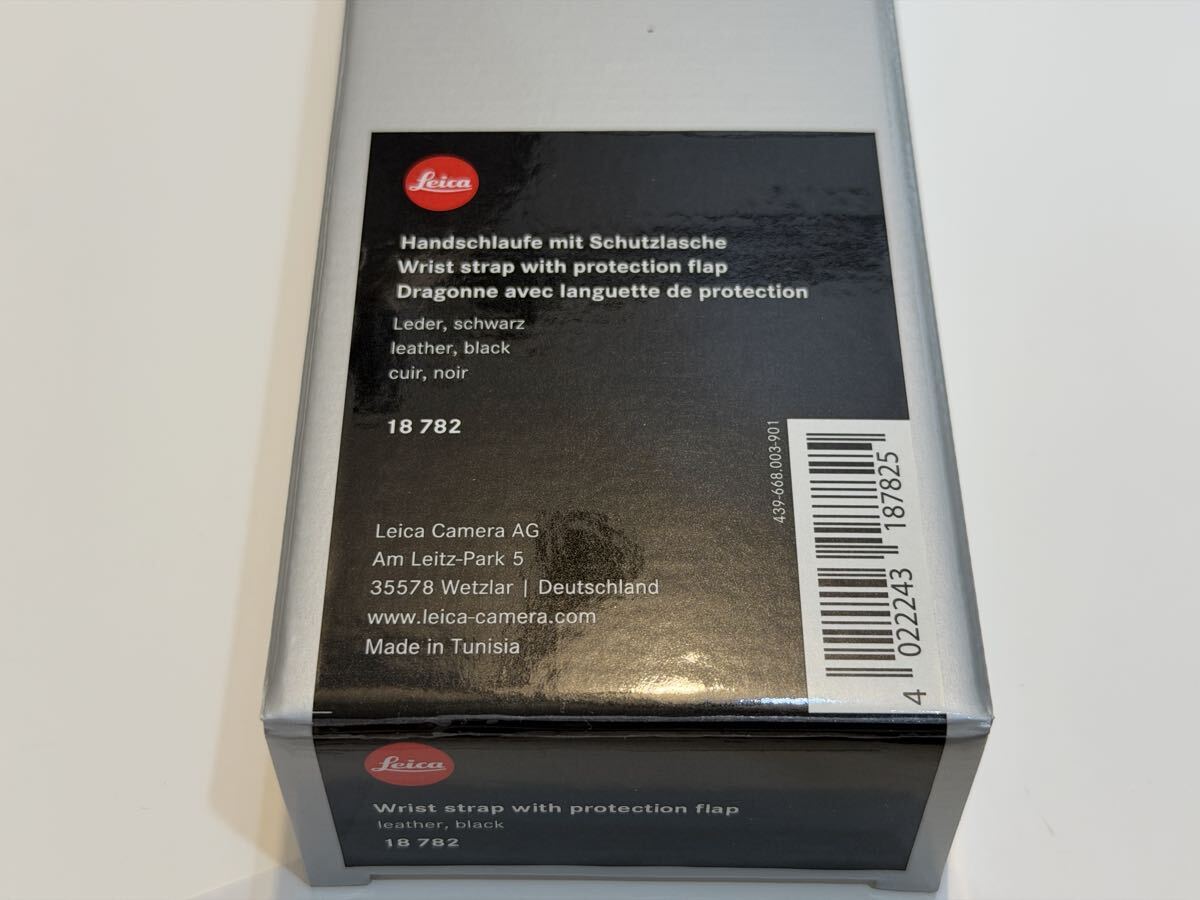 Leica
Handschlaufe mit Schutzlasche
Wrist strap with protection flap
Dragonne avec languette de protection
Leder, schwarz
leather, black
cuir, noir
18 782
439-668.003-901
4 022243 187825
Leica Camera AG
Am Leitz-Park 5
35578 Wetzlar | Deutschland
www.leica-camera.com
Made in Tunisia
Leica
Wrist strap with protection flap
leather, black
18 782